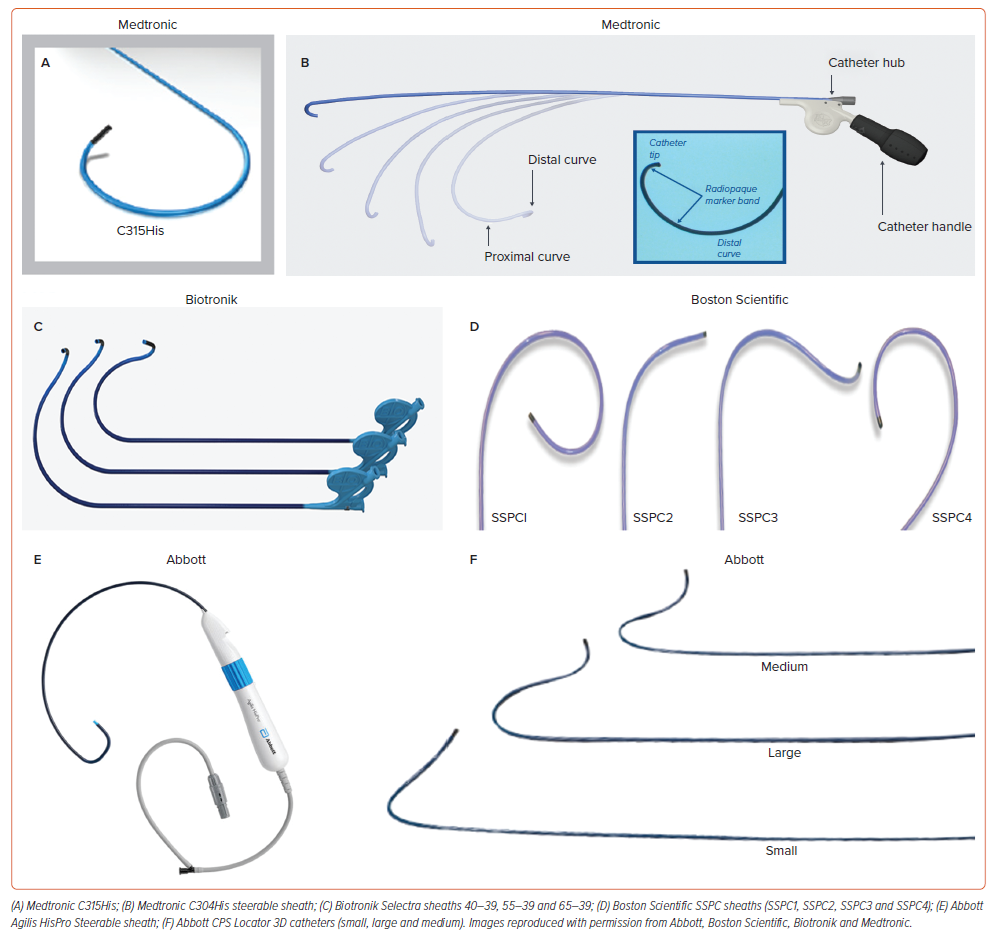 Medtronic
Medtronic
A
C315His
B
Catheter hub
Distal curve
Proximal curve
Catheter
tip
Radiopaque
marker band
Distal
curve
Catheter handle
Biotronik
Boston Scientific
C
D
SSPC1
SSPC2
SSPC3
SSPC4
E
Abbott
Agilis HisPro
Abbott
F
Abbott
Medium
Large
Small
(A) Medtronic C315His; (B) Medtronic C304His steerable sheath; (C) Biotronik Selectra sheaths 40–39, 55–39 and 65–39; (D) Boston Scientific SSPC sheaths (SSPC1, SSPC2, SSPC3 and SSPC4); (E) Abbott
Agilis HisPro Steerable sheath; (F) Abbott CPS Locator 3D catheters (small, large and medium). Images reproduced with permission from Abbott, Boston Scientific, Biotronik and Medtronic.